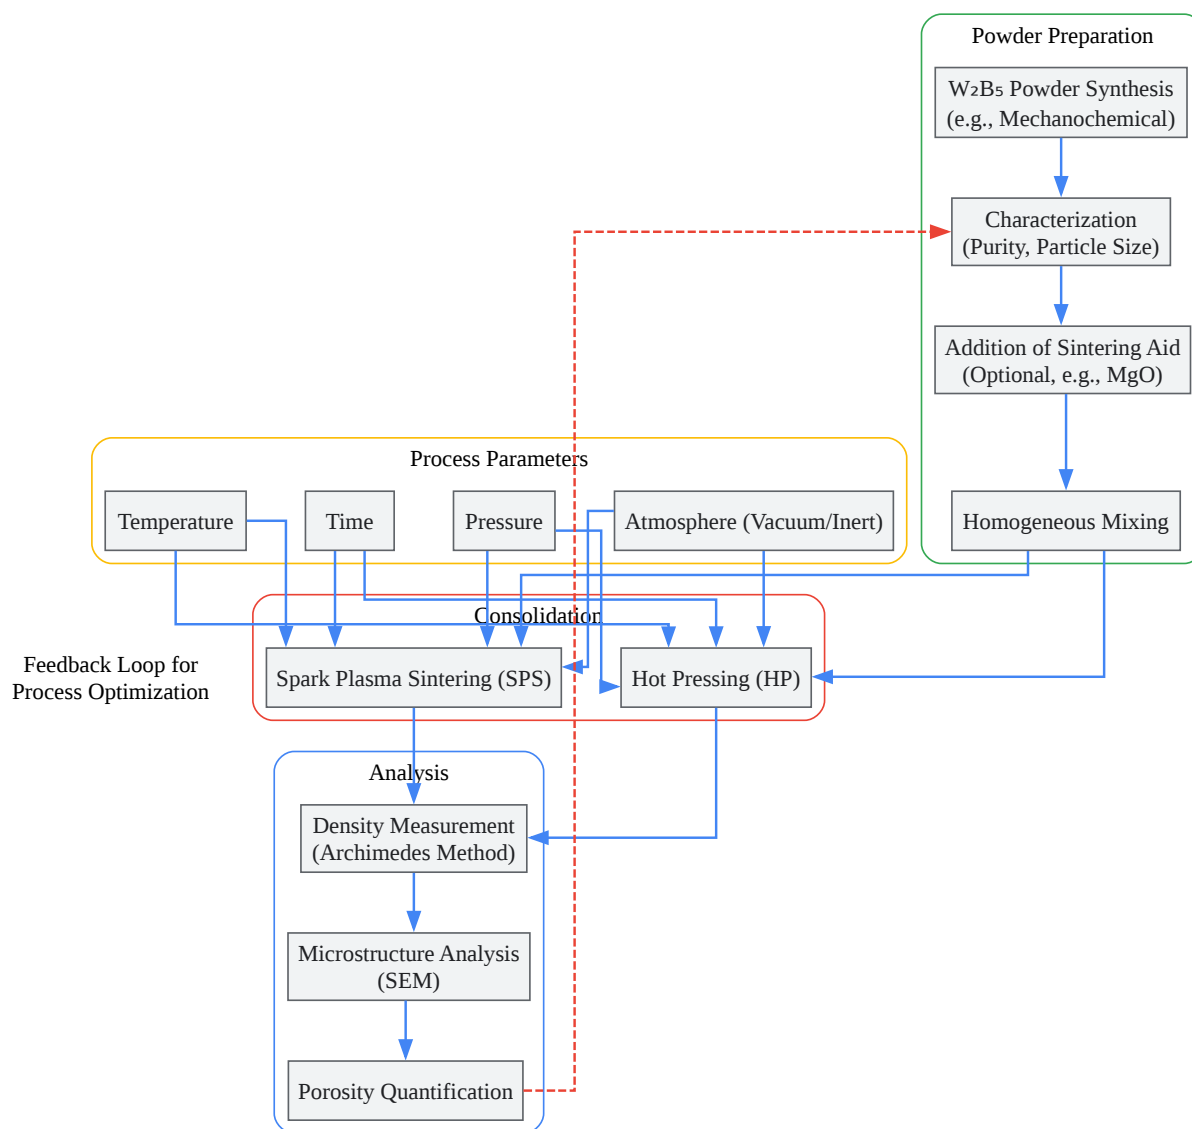 Powder Preparation
W₂B₅ Powder Synthesis
(e.g., Mechanochemical)
Characterization
(Purity, Particle Size)
Addition of Sintering Aid
(Optional, e.g., MgO)
Homogeneous Mixing
Process Parameters
Temperature
Time
Pressure
Atmosphere (Vacuum/Inert)
Consolidation
Spark Plasma Sintering (SPS)
Hot Pressing (HP)
Feedback Loop for
Process Optimization
Analysis
Density Measurement
(Archimedes Method)
Microstructure Analysis
(SEM)
Porosity Quantification